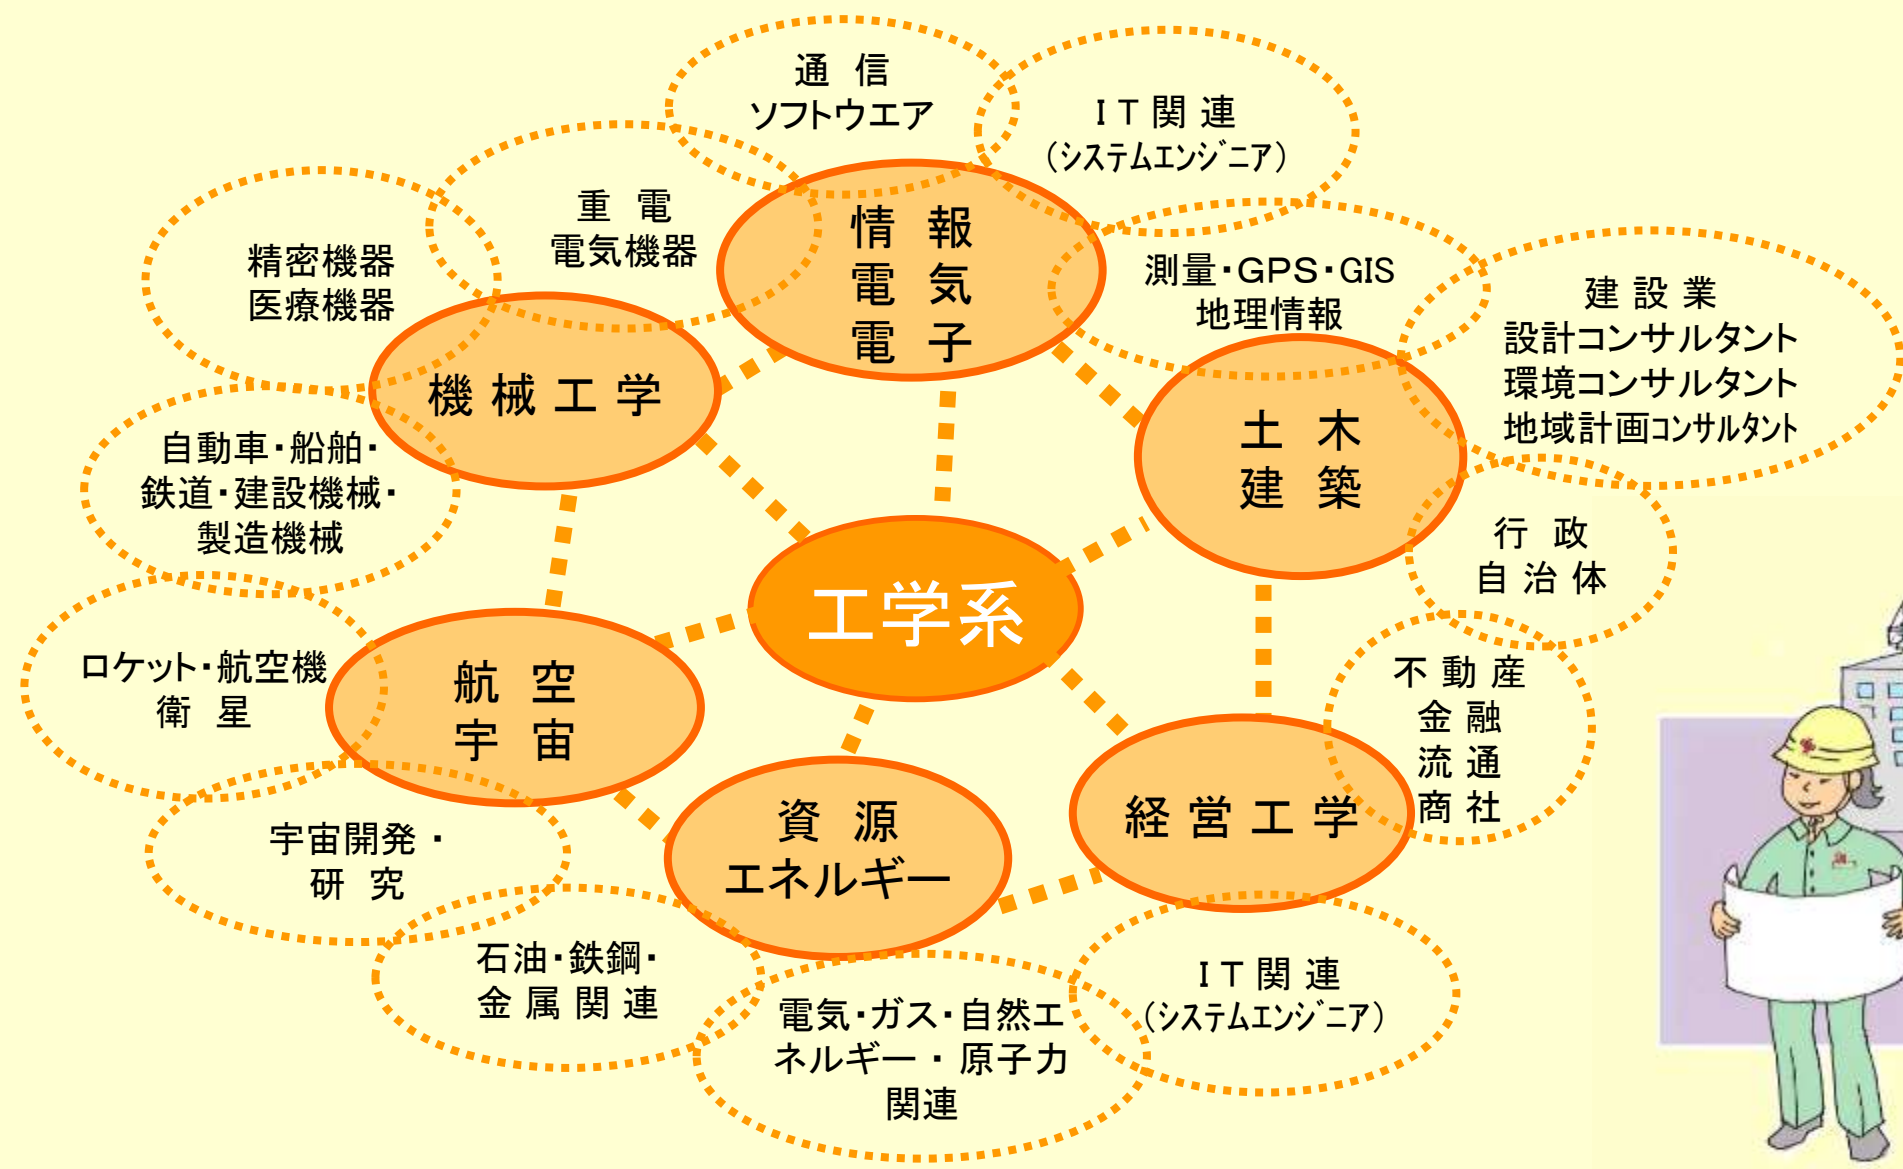 通 信
ソフトウエア
ＩＴ関連
（システムエンジニア）
重 電
電気機器
精密機器
医療機器
情 報
電 気
電 子
測量・GPS・GIS
地理情報
建設業
設計コンサルタント
環境コンサルタント
地域計画コンサルタント
機械工学
土 木
建 築
自動車・船舶・
鉄道・建設機械・
製造機械
行 政
自治体
工学系
ロケット・航空機
衛 星
航 空
宇 宙
不動産
金融
流通
商社
資 源
エネルギー
経営工学
宇宙開発・
研 究
石油・鉄鋼・
金属関連
電気・ガス・自然エ
ネルギー・原子力
関連
ＩＴ関連
（システムエンジニア）